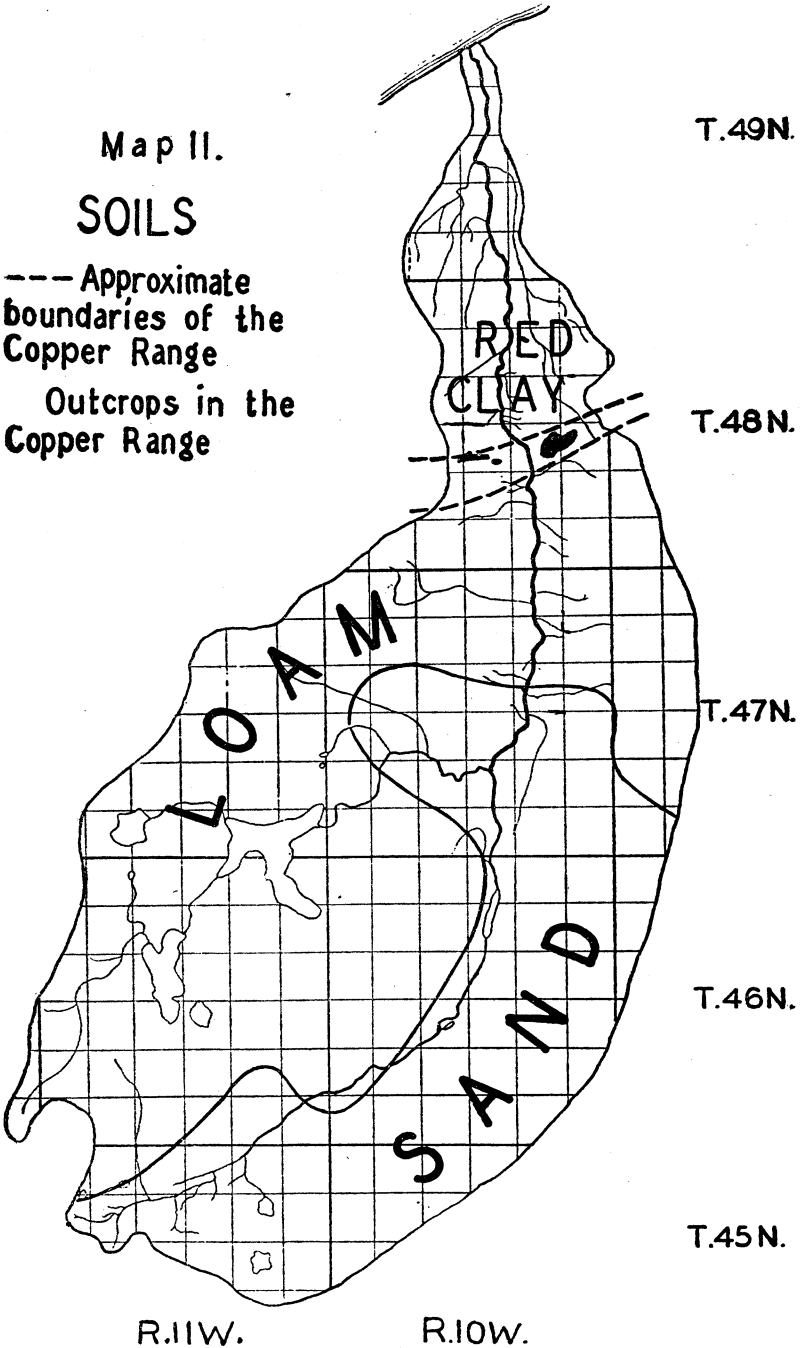 Map II.
SOILS
--- Approximate
boundaries of the
Copper Range
Outcrops in the
Copper Range
T.49N.
RED
CLAY
T.48N.
LOAM
T.47N.
SAND
T.46N.
T.45N.
R.11W.
R.10W.